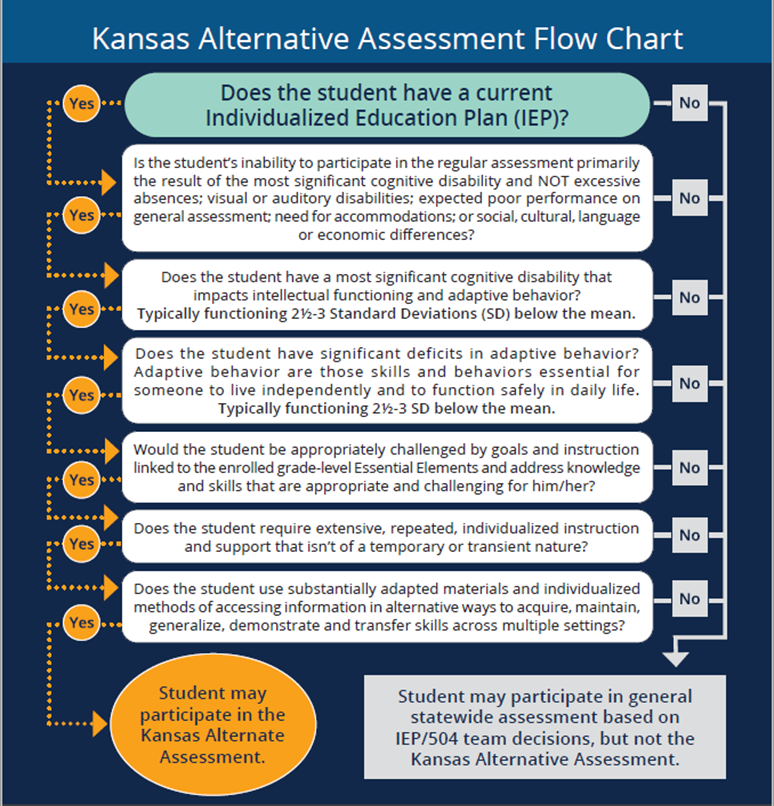 Kansas Alternative Assessment Flow Chart
Yes
Does the student have a current
Individualized Education Plan (IEP)?
No
Is the student's inability to participate in the regular assessment primarily
the result of the most significant cognitive disability and NOT excessive
absences; visual or auditory disabilities; expected poor performance on
general assessment; need for accommodations; or social, cultural, language
or economic differences?
Yes
No
Does the student have a most significant cognitive disability that
impacts intellectual functioning and adaptive behavior?
Typically functioning 2½-3 Standard Deviations (SD) below the mean.
Yes
No
Does the student have significant deficits in adaptive behavior?
Adaptive behavior are those skills and behaviors essential for
someone to live independently and to function safely in daily life.
Typically functioning 2½-3 SD below the mean.
Yes
No
Would the student be appropriately challenged by goals and instruction
linked to the enrolled grade-level Essential Elements and address knowledge
and skills that are appropriate and challenging for him/her?
Yes
No
Does the student require extensive, repeated, individualized instruction
and support that isn't of a temporary or transient nature?
Yes
No
Does the student use substantially adapted materials and individualized
methods of accessing information in alternative ways to acquire, maintain,
generalize, demonstrate and transfer skills across multiple settings?
Yes
No
Student may
participate in the
Kansas Alternate
Assessment.
Student may participate in general
statewide assessment based on
IEP/504 team decisions, but not the
Kansas Alternative Assessment.